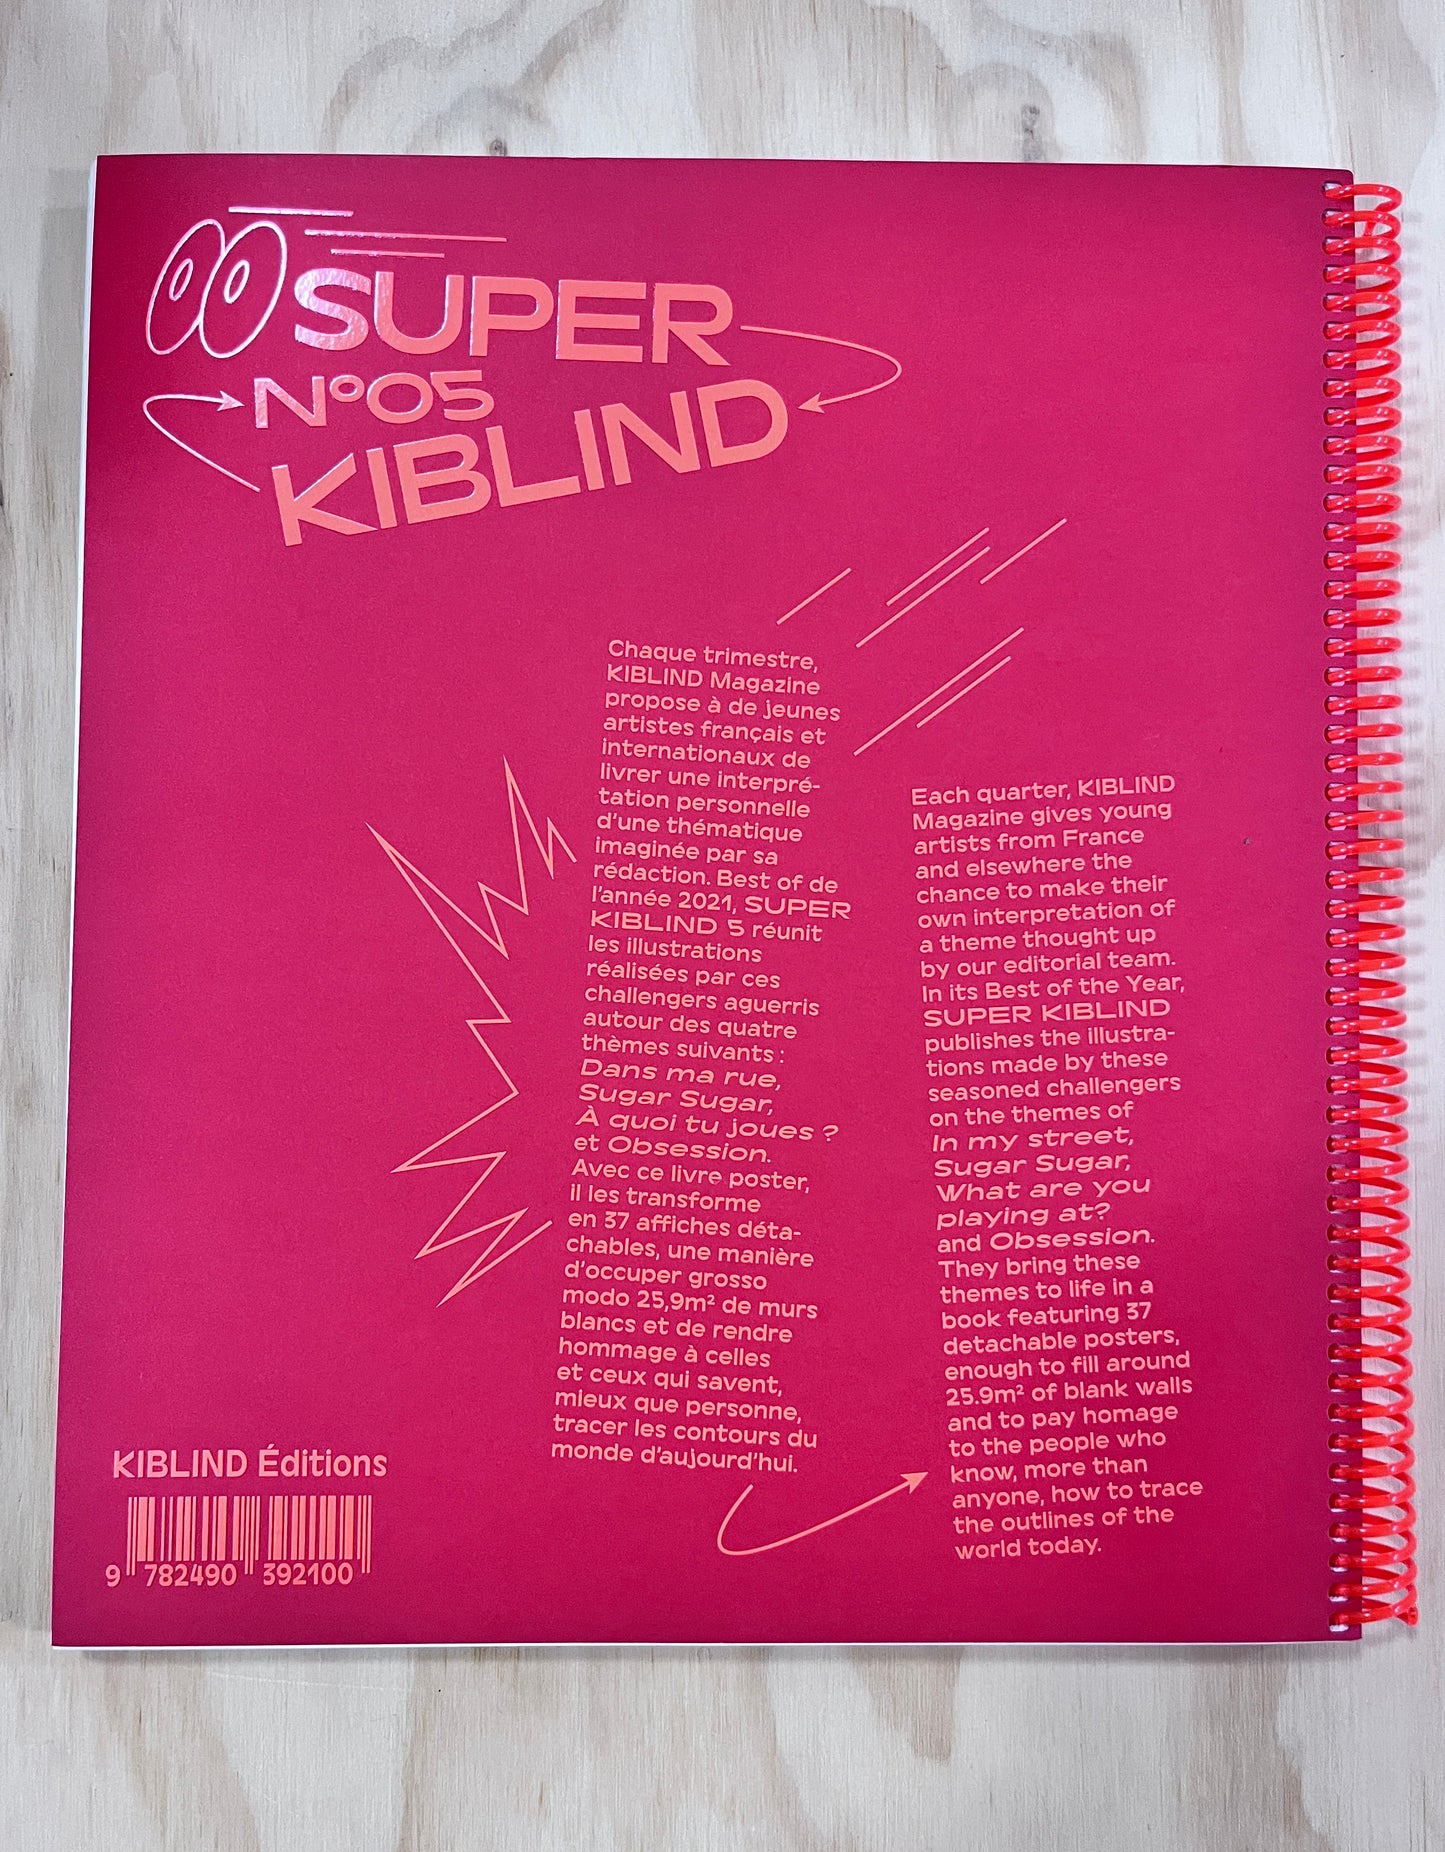 SUPER
N°05
KIBLIND
Chaque trimestre,
KIBLIND Magazine
propose à de jeunes
artistes français et
internationaux de
livrer une interpré-
tation personnelle
d'une thématique
imaginée par sa
rédaction. Best of de
l'année 2021, SUPER
KIBLIND 5 réunit
les illustrations
réalisées par ces
challengers aguerris
autour des quatre
thèmes suivants :
Dans ma rue,
Sugar Sugar,
À quoi tu joues ?
et Obsession.
Avec ce livre poster,
il les transforme
en 37 affiches déta-
chables, une manière
d'occuper grosso
modo 25,9m² de murs
blancs et de rendre
hommage à celles
et ceux qui savent,
mieux que personne,
tracer les contours du
monde d'aujourd'hui.
Each quarter, KIBLIND
Magazine gives young
artists from France
and elsewhere the
chance to make their
own interpretation of
a theme thought up
by our editorial team.
In its Best of the Year,
SUPER KIBLIND
publishes the illustra-
tions made by these
seasoned challengers
on the themes of
In my street,
Sugar Sugar,
What are you
playing at?
and Obsession.
They bring these
themes to life in a
book featuring 37
detachable posters,
enough to fill around
25.9m² of blank walls
and to pay homage
to the people who
know, more than
anyone, how to trace
the outlines of the
world today.
KIBLIND Éditions
9 782490 392100